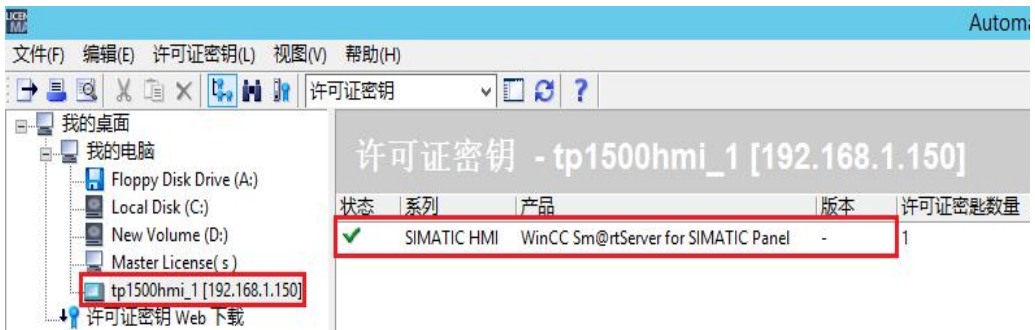 LICEN
MA
Automa
文件(F) 编辑(E) 许可证密钥(L) 视图(V) 帮助(H)
许可证密钥
?
我的桌面
我的电脑
Floppy Disk Drive (A:)
Local Disk (C:)
New Volume (D:)
Master License( s )
tp1500hmi_1 [192.168.1.150]
许可证密钥 Web 下载
许可证密钥 - tp1500hmi_1 [192.168.1.150]
状态 系列 产品 版本 许可证密匙数量
SIMATIC HMI WinCC Sm@rtServer for SIMATIC Panel - 1